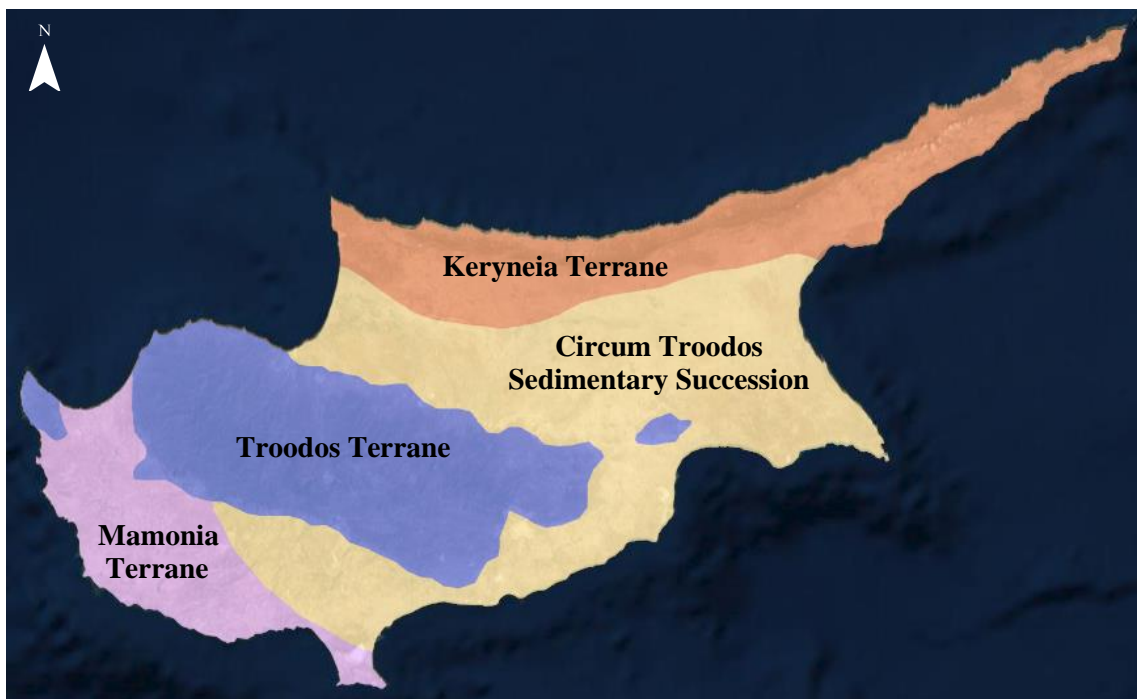 N
Keryneia Terrane
Circum Troodos
Sedimentary Succession
Troodos Terrane
Mamonia
Terrane